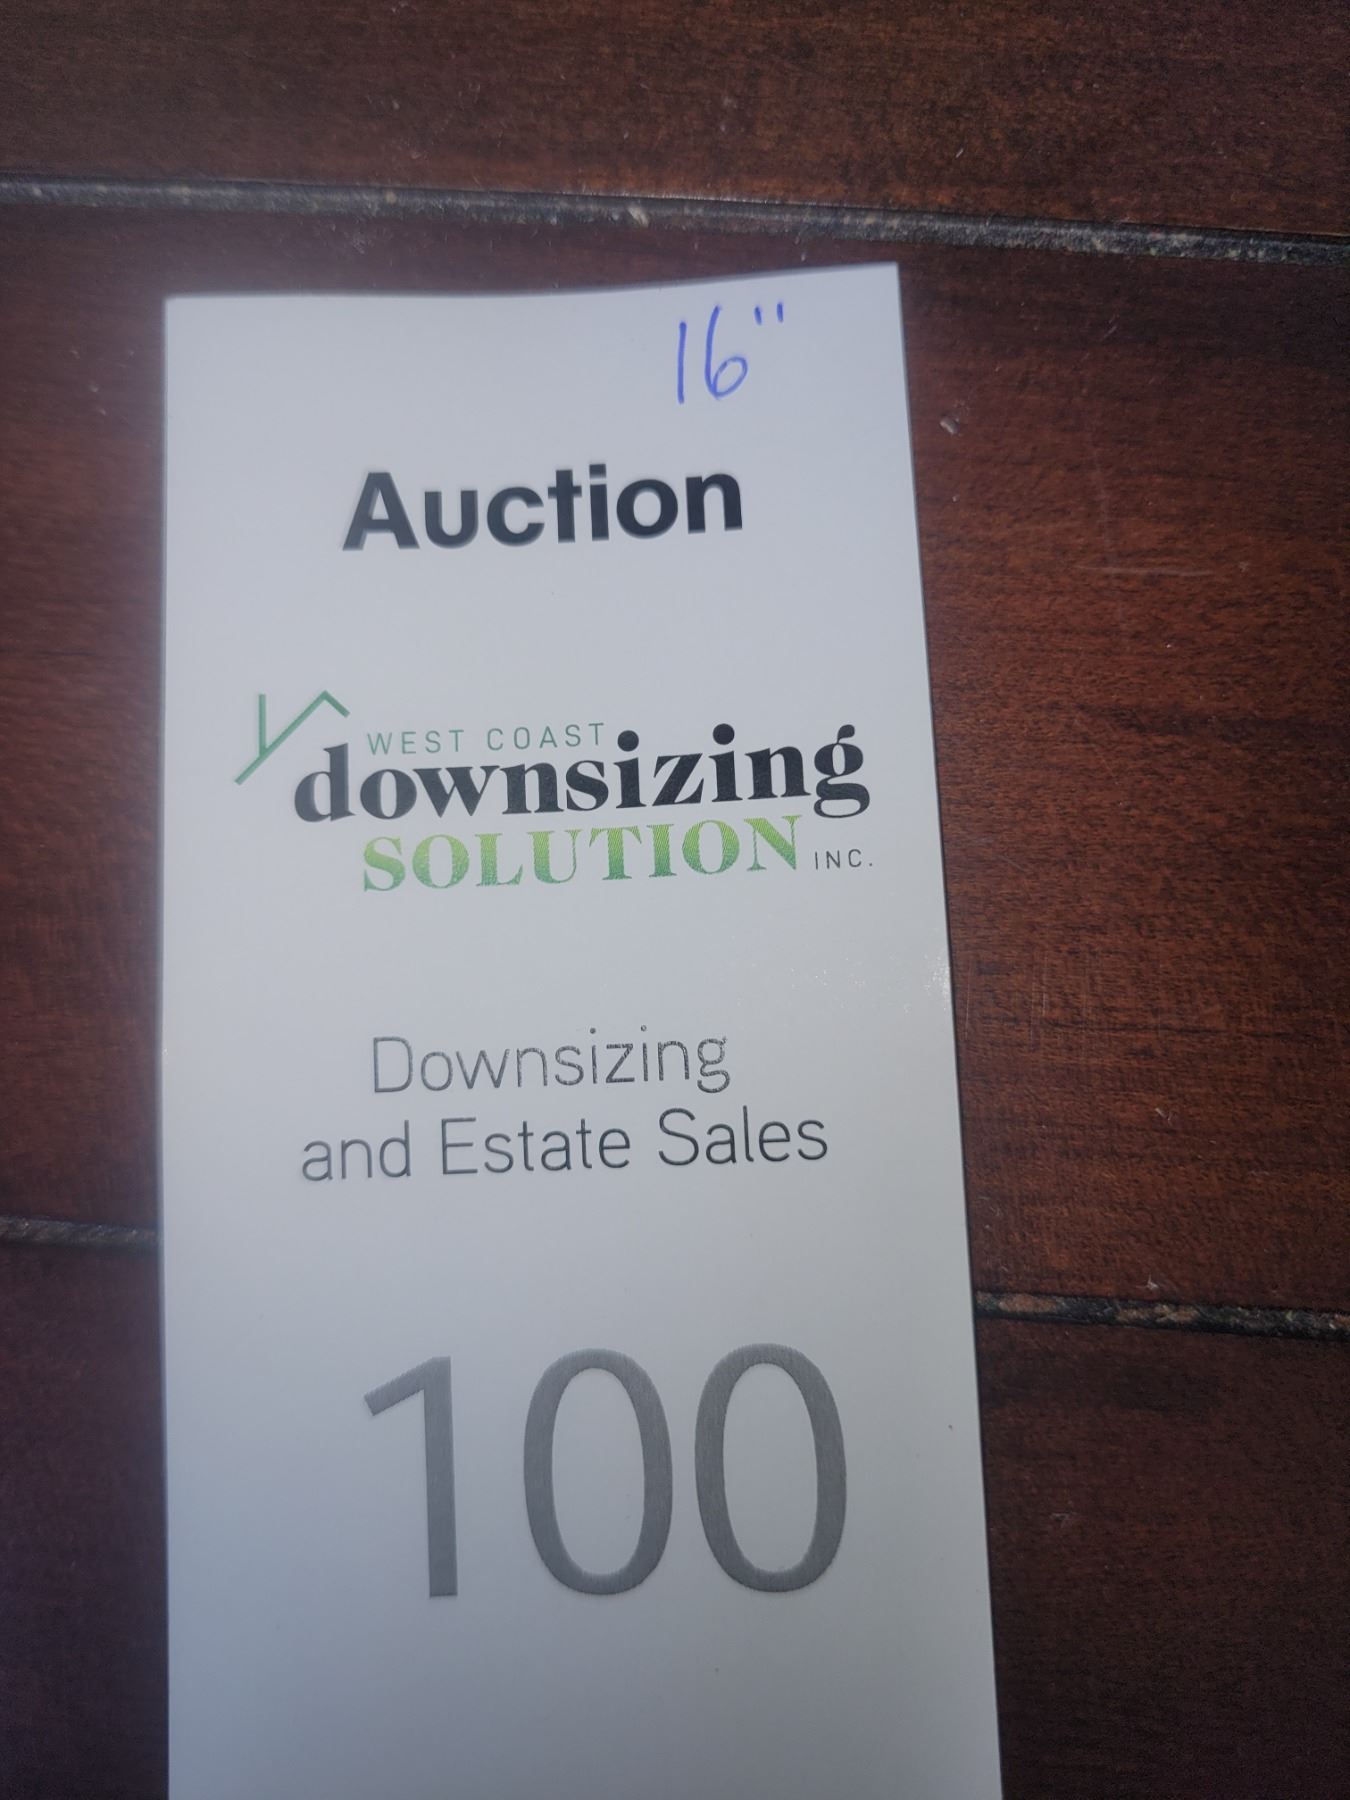 16"
Auction
WEST COAST
downsizing
SOLUTION INC.
Downsizing
and Estate Sales
100